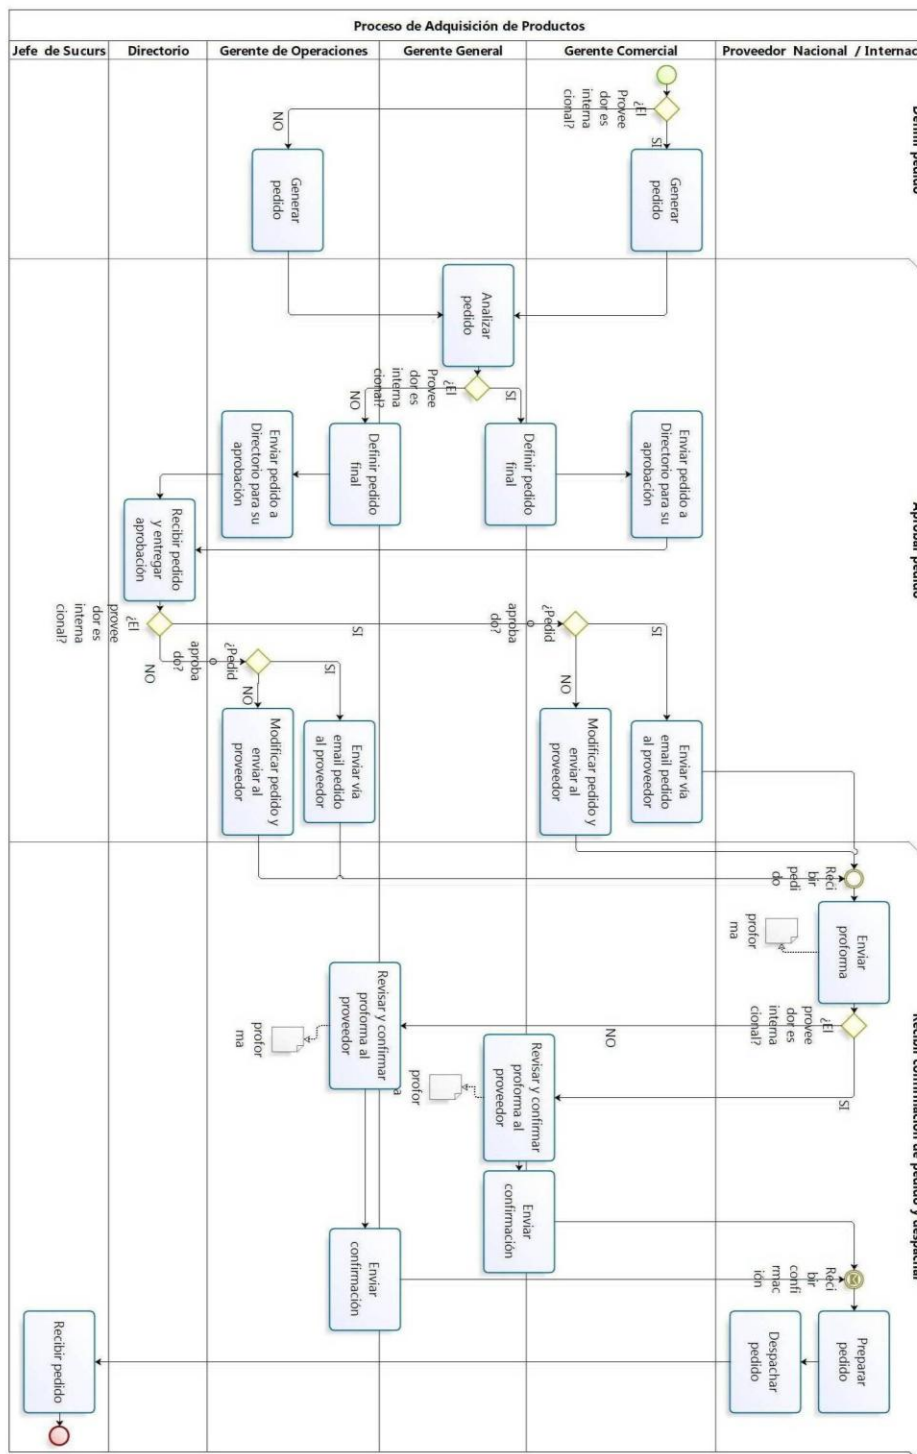 Proceso de Adquisición de Productos
Jefe de Sucurs
Directorio
Gerente de Operaciones
Gerente General
Gerente Comercial
Proveedor Nacional / Internac
Definir pedido
¿El
Provee
dor es
interna
cional?
NO
SI
Generar
pedido
Generar
pedido
Aprobar pedido
Analizar
pedido
¿El
Provee
dor es
interna
cional?
NO
SI
Enviar pedido a
Directorio para su
aprobación
Definir pedido
final
Definir pedido
final
Enviar pedido a
Directorio para su
aprobación
Recibir pedido
y entregar
aprobación
¿El
provee
dor es
interna
cional?
NO
SI
¿Pedid
aproba
do?
NO
SI
¿Pedid
aproba
do?
NO
SI
Modificar pedido y
enviar al
proveedor
Enviar vía
email pedido
al proveedor
Modificar pedido y
enviar al
proveedor
Enviar vía
email pedido
al proveedor
Recibir confirmación de pedido y despachar
Reci
bir
pedi
do
Enviar
proforma
profor
ma
¿El
provee
dor es
interna
cional?
NO
SI
Revisar y confirmar
proforma al
proveedor
profor
ma
Revisar y confirmar
proforma al
proveedor
profor
Enviar
confirmación
Enviar
confirmación
Reci
bir
confi
rmac
ión
Preparar
pedido
Despachar
pedido
Recibir pedido